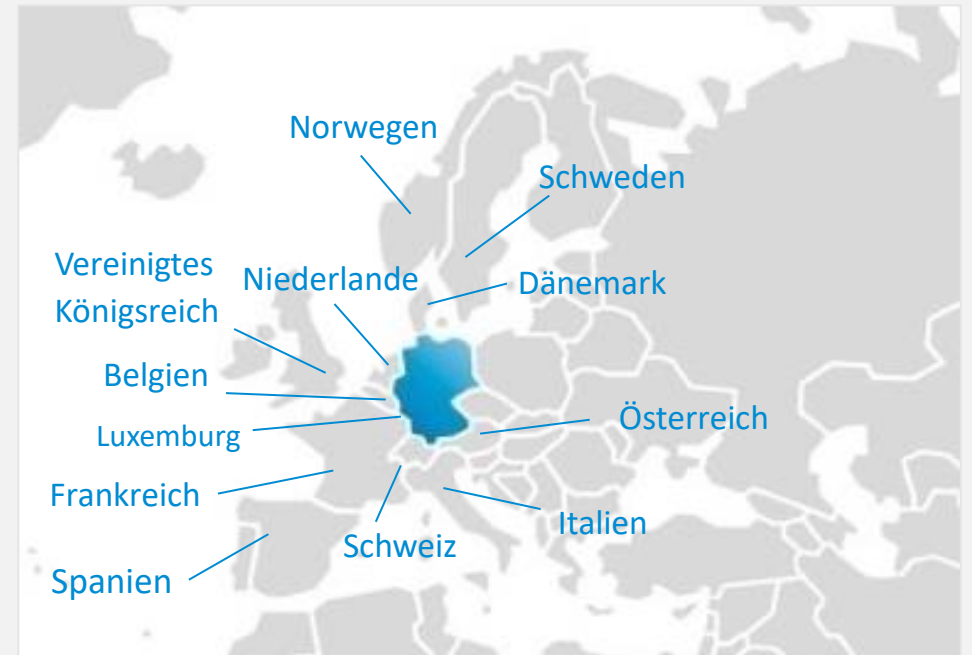 Norwegen
Schweden
Vereinigtes
Königsreich
Niederlande
Dänemark
Belgien
Luxemburg
Österreich
Frankreich
Italien
Schweiz
Spanien